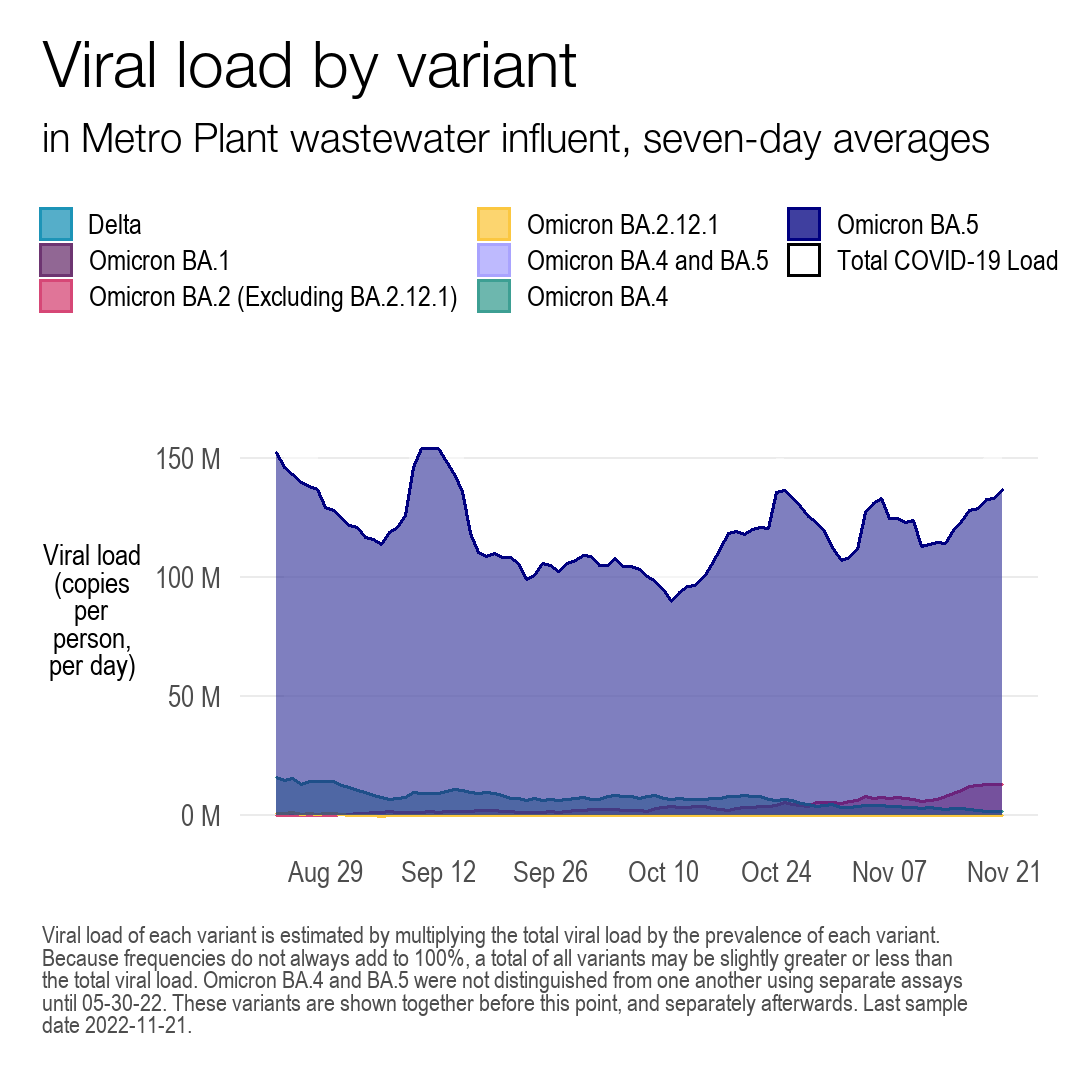 Viral load by variant
in Metro Plant wastewater influent, seven-day averages
Delta
Omicron BA.1
Omicron BA.2 (Excluding BA.2.12.1)
Omicron BA.2.12.1
Omicron BA.4 and BA.5
Omicron BA.4
Omicron BA.5
Total COVID-19 Load
Viral load
(copies
per
person,
per day)
150 M
100 M
50 M
0 M
Aug 29 Sep 12 Sep 26 Oct 10 Oct 24 Nov 07 Nov 21
Viral load of each variant is estimated by multiplying the total viral load by the prevalence of each variant.
Because frequencies do not always add to 100%, a total of all variants may be slightly greater or less than
the total viral load. Omicron BA.4 and BA.5 were not distinguished from one another using separate assays
until 05-30-22. These variants are shown together before this point, and separately afterwards. Last sample
date 2022-11-21.